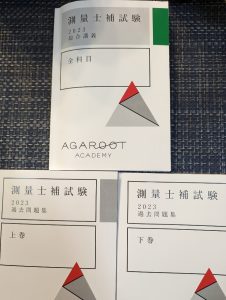 測量士補試験
2023
総合講義
全科目
AGAROOT
ACADEMY
測量士補試験
2023
過去問題集
上巻
測量士補試験
2023
過去問題集
下巻